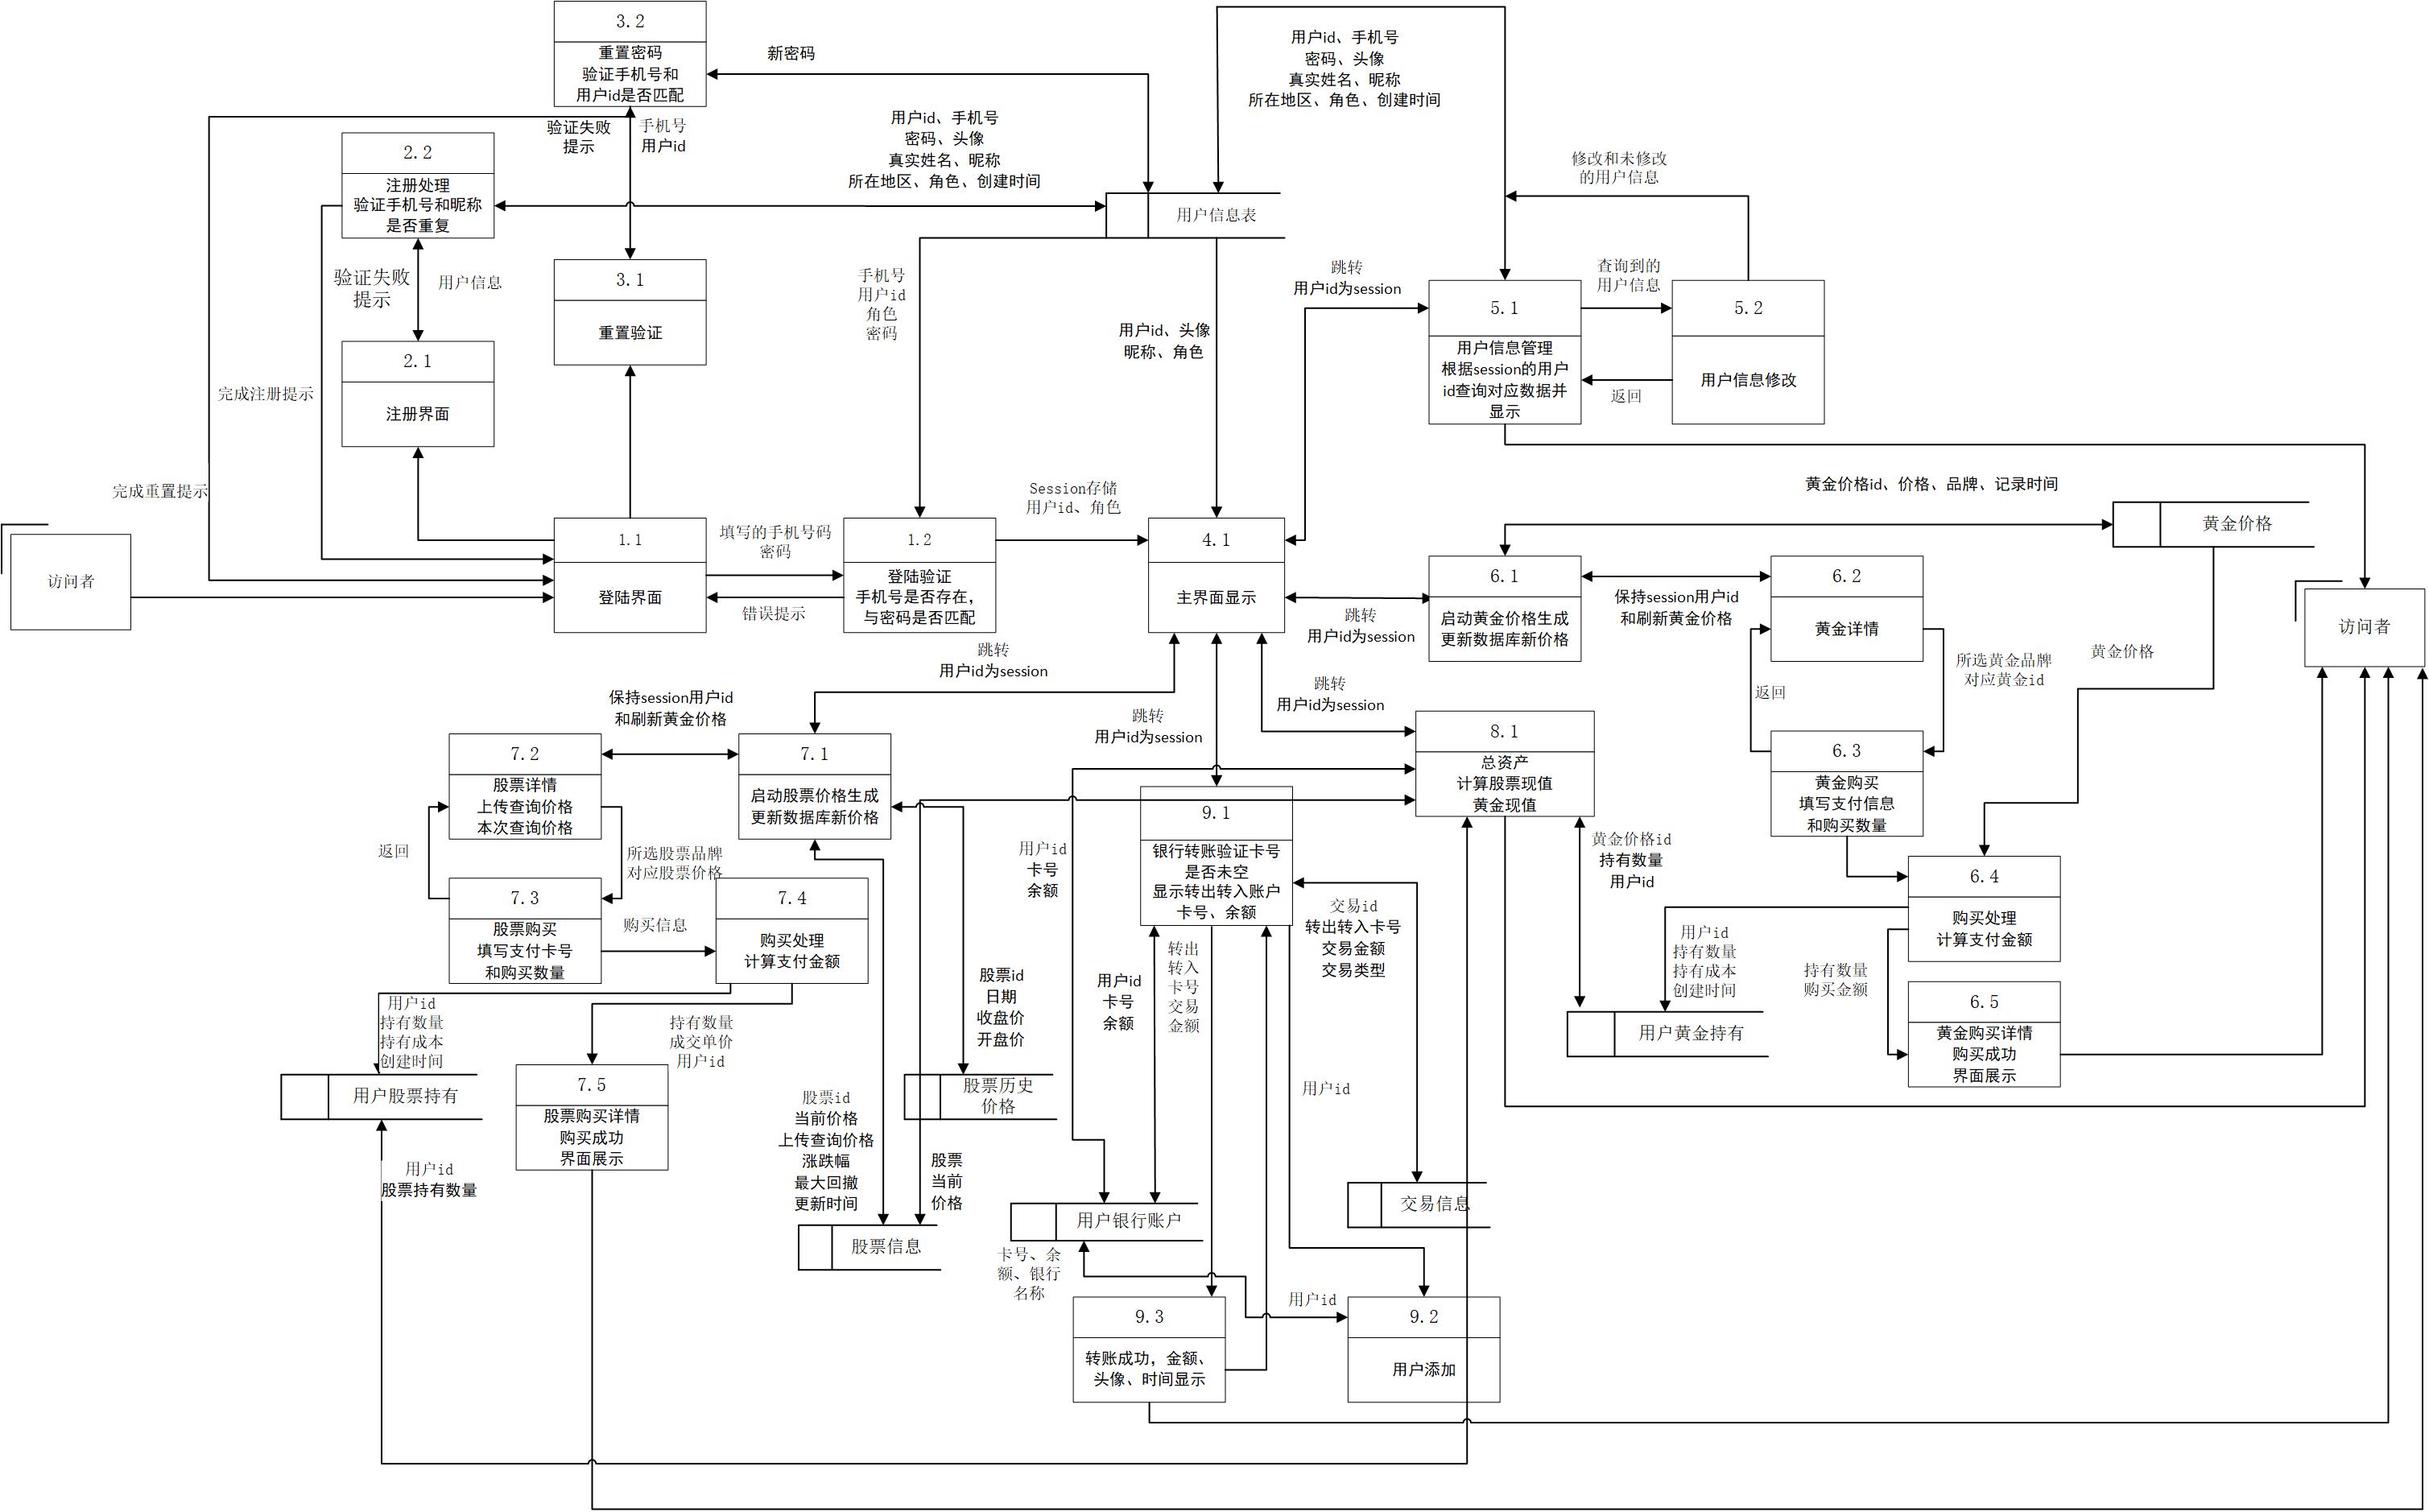 3.2
重置密码
验证手机号和
用户id是否匹配
新密码
用户id、手机号
密码、头像
真实姓名、昵称
所在地区、角色、创建时间
验证失败
提示
手机号
用户id
用户id、手机号
密码、头像
真实姓名、昵称
所在地区、角色、创建时间
2.2
注册处理
验证手机号和昵称
是否重复
用户信息表
修改和未修改
的用户信息
验证失败
提示
用户信息
3.1
重置验证
手机号
用户id
角色
密码
用户id、头像
昵称、角色
跳转
用户id为session
5.1
用户信息管理
根据session的用户
id查询对应数据并
显示
查询到的
用户信息
返回
5.2
用户信息修改
2.1
注册界面
完成注册提示
完成重置提示
访问者
1.1
登陆界面
填写的手机号码
密码
错误提示
1.2
登陆验证
手机号是否存在，
与密码是否匹配
Session存储
用户id、角色
4.1
主界面显示
跳转
用户id为session
6.1
启动黄金价格生成
更新数据库新价格
保持session用户id
和刷新黄金价格
6.2
黄金详情
黄金价格id、价格、品牌、记录时间
黄金价格
黄金价格
访问者
所选黄金品牌
对应黄金id
返回
6.3
黄金购买
填写支付信息
和购买数量
跳转
用户id为session
保持session用户id
和刷新黄金价格
跳转
用户id为session
跳转
用户id为session
7.2
股票详情
上传查询价格
本次查询价格
7.1
启动股票价格生成
更新数据库新价格
8.1
总资产
计算股票现值
黄金现值
9.1
银行转账验证卡号
是否未空
显示转出转入账户
卡号、余额
返回
所选股票品牌
对应股票价格
7.3
股票购买
填写支付卡号
和购买数量
购买信息
7.4
购买处理
计算支付金额
用户id
卡号
余额
黄金价格id
持有数量
用户id
6.4
购买处理
计算支付金额
用户id
持有数量
持有成本
创建时间
持有数量
购买金额
6.5
黄金购买详情
购买成功
界面展示
用户黄金持有
交易id
转出转入卡号
交易金额
交易类型
转出
转入
卡号
交易
金额
用户id
卡号
余额
股票id
日期
收盘价
开盘价
用户id
持有数量
持有成本
创建时间
持有数量
成交单价
用户id
用户股票持有
7.5
股票购买详情
购买成功
界面展示
股票历史
价格
用户id
股票id
当前价格
上传查询价格
涨跌幅
最大回撤
更新时间
股票
当前
价格
用户id
股票持有数量
股票信息
用户银行账户
交易信息
卡号、余
额、银行
名称
用户id
9.3
转账成功，金额、
头像、时间显示
9.2
用户添加